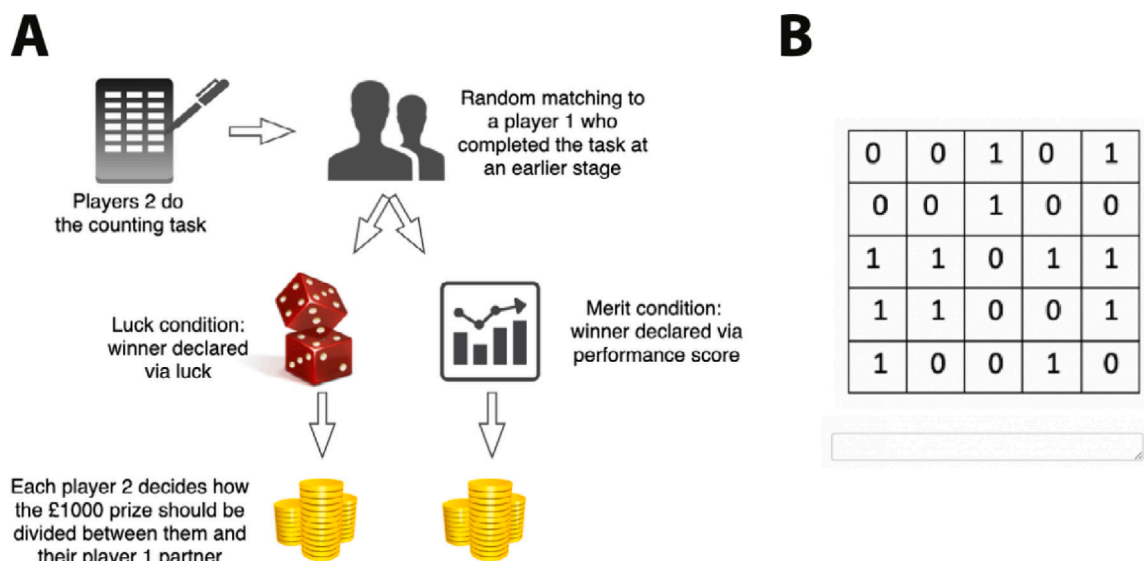 A
B
Players 2 do
the counting task
Random matching to
a player 1 who
completed the task at
an earlier stage
Luck condition:
winner declared
via luck
Merit condition:
winner declared via
performance score
Each player 2 decides how
the £1000 prize should be
divided between them and
their player 1 partner
0 0 1 0 1
0 0 1 0 0
1 1 0 1 1
1 1 0 0 1
1 0 0 1 0